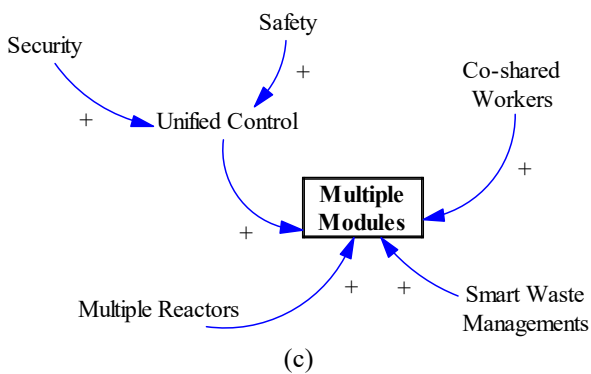 Safety
Security
+
Co-shared
Workers
+
Unified Control
+
Multiple
Modules
+
+
Multiple Reactors
+
+
Smart Waste
Managements
(c)